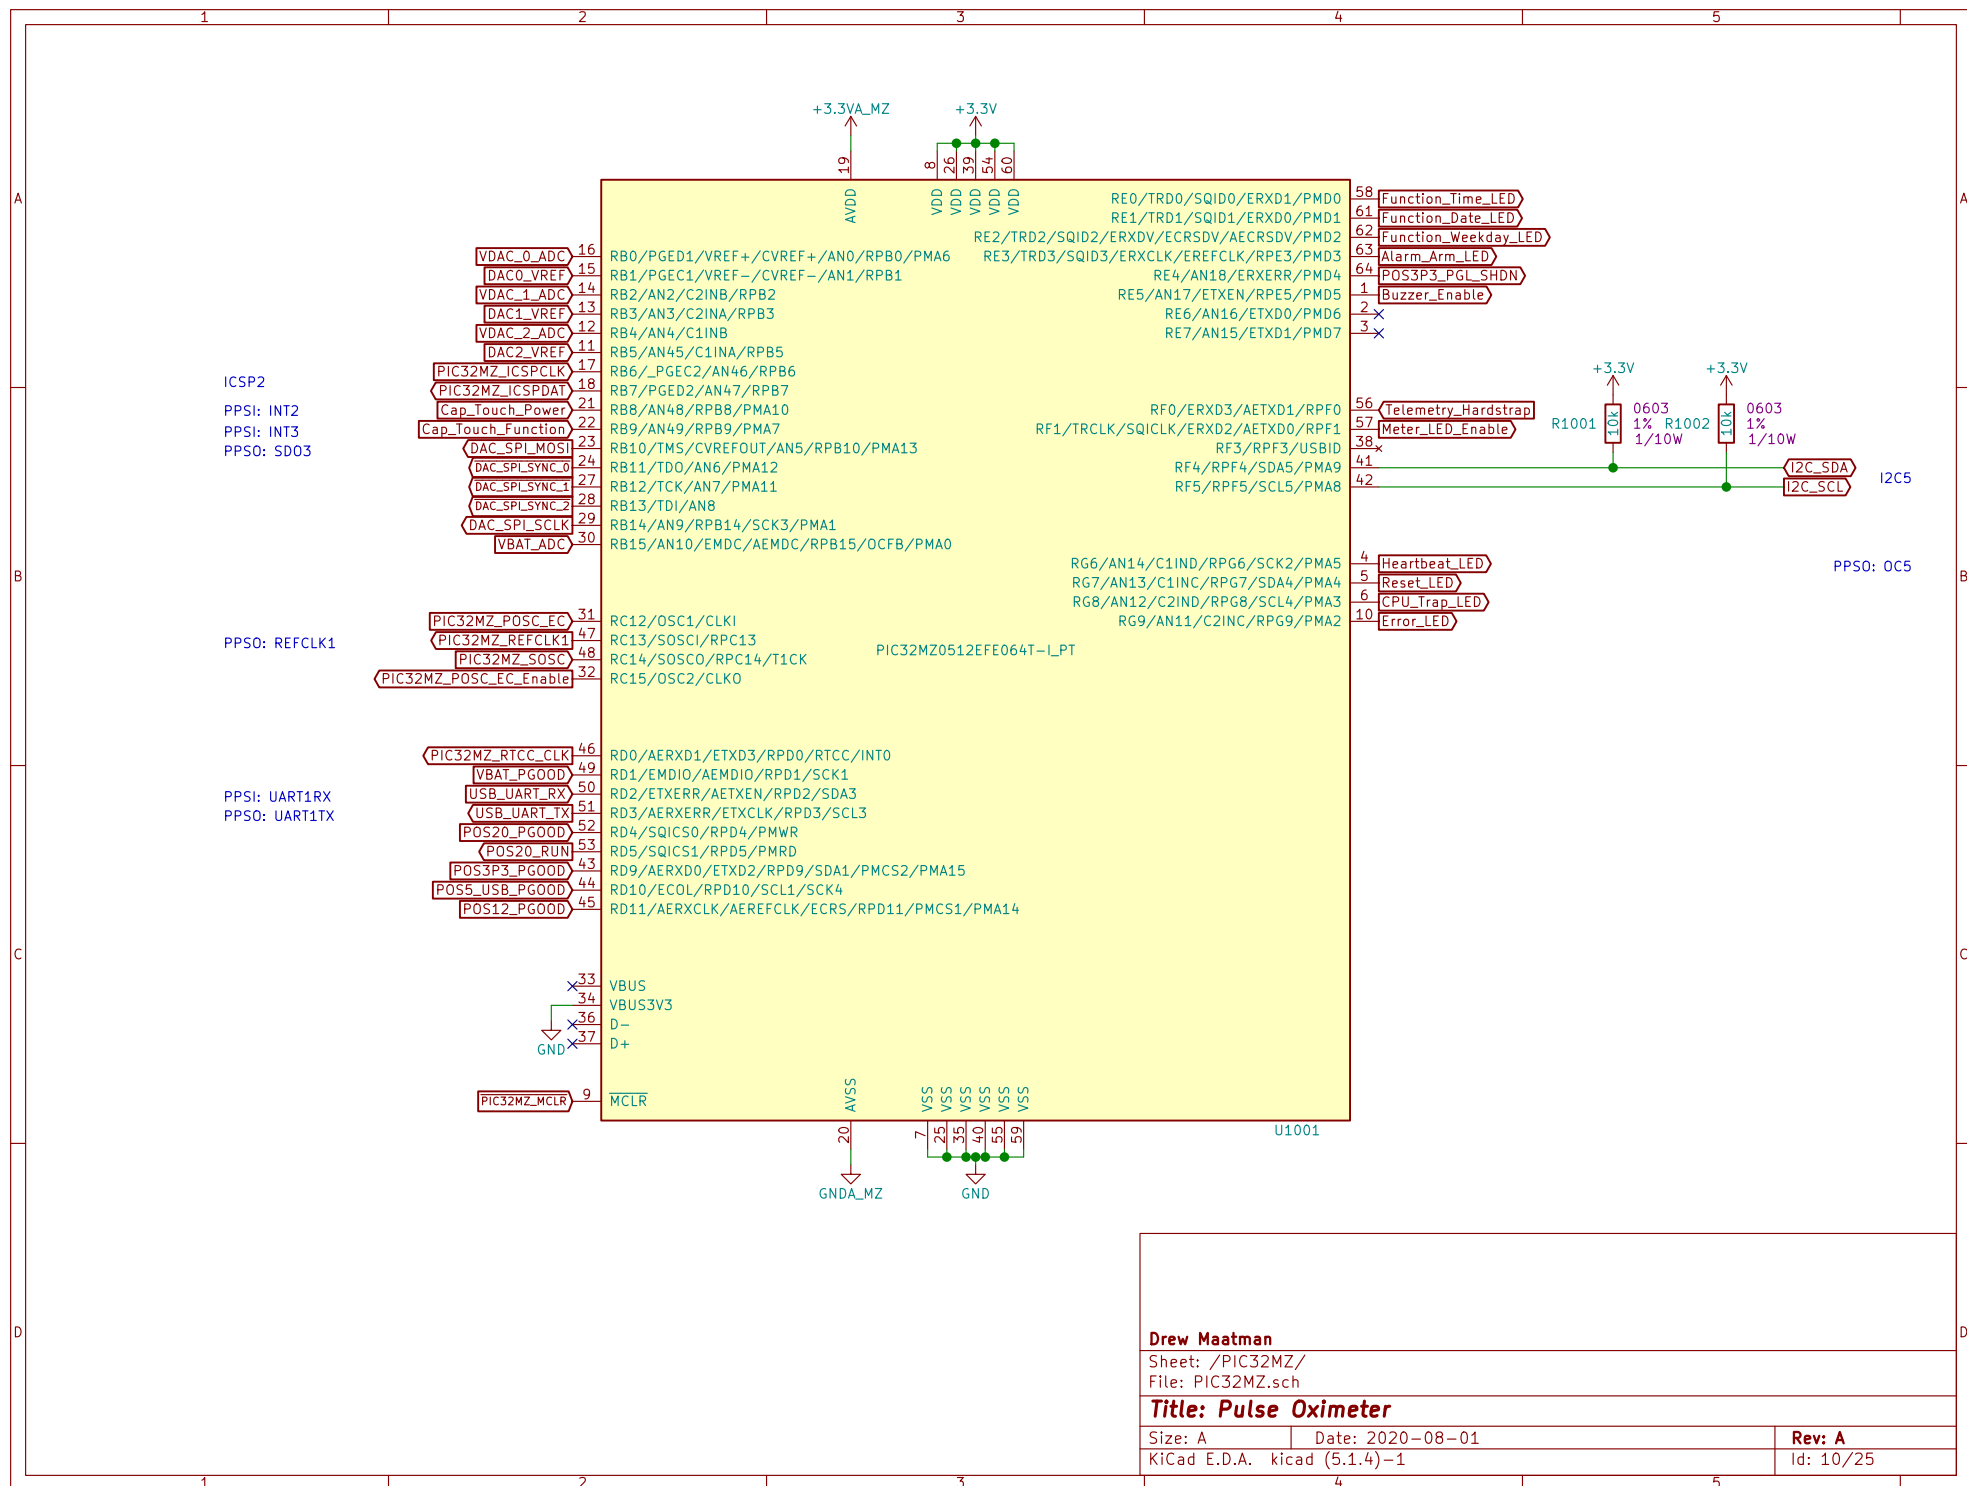 1 2 3 4 5
+3.3VA_MZ +3.3V
19 8 26 39 54 60
AVDD VDD VDD VDD VDD VDD
A A
RE0/TRD0/SQID0/ERXD1/PMD0 58 Function_Time_LED
RE1/TRD1/SQID1/ERXD0/PMD1 61 Function_Date_LED
RE2/TRD2/SQID2/ERXDV/ECRSDV/AECRSDV/PMD2 62 Function_Weekday_LED
VDAC_0_ADC 16 RB0/PGED1/VREF+/CVREF+/AN0/RPB0/PMA6 RE3/TRD3/SQID3/ERXCLK/EREFCLK/RPE3/PMD3 63 Alarm_Arm_LED
DAC0_VREF 15 RB1/PGEC1/VREF-/CVREF-/AN1/RPB1 RE4/AN18/ERXERR/PMD4 64 POS3P3_PGL_SHDN
VDAC_1_ADC 14 RB2/AN2/C2INB/RPB2 RE5/AN17/ETXEN/RPE5/PMD5 1 Buzzer_Enable
DAC1_VREF 13 RB3/AN3/C2INA/RPB3 RE6/AN16/ETXD0/PMD6 2
VDAC_2_ADC 12 RB4/AN4/C1INB RE7/AN15/ETXD1/PMD7 3
DAC2_VREF 11 RB5/AN45/C1INA/RPB5
PIC32MZ_ICSPCLK 17 RB6/_PGEC2/AN46/RPB6 +3.3V +3.3V
ICSP2 PIC32MZ_ICSPDAT 18 RB7/PGED2/AN47/RPB7
PPSI: INT2 Cap_Touch_Power 21 RB8/AN48/RPB8/PMA10 RF0/ERXD3/AETXD1/RPF0 56 Telemetry_Hardstrap 0603 0603
PPSI: INT3 Cap_Touch_Function 22 RB9/AN49/RPB9/PMA7 RF1/TRCLK/SQICLK/ERXD2/AETXD0/RPF1 57 Meter_LED_Enable R1001 10k 1% R1002 10k 1%
PPSO: SDO3 DAC_SPI_MOSI 23 RB10/TMS/CVREFOUT/AN5/RPB10/PMA13 RF3/RPF3/USBID 38 1/10W 1/10W
DAC_SPI_SYNC_0 24 RB11/TDO/AN6/PMA12 RF4/RPF4/SDA5/PMA9 41 I2C_SDA
DAC_SPI_SYNC_1 27 RB12/TCK/AN7/PMA11 RF5/RPF5/SCL5/PMA8 42 I2C_SCL I2C5
DAC_SPI_SYNC_2 28 RB13/TDI/AN8
DAC_SPI_SCLK 29 RB14/AN9/RPB14/SCK3/PMA1
VBAT_ADC 30 RB15/AN10/EMDC/AEMDC/RPB15/OCFB/PMA0
RG6/AN14/C1IND/RPG6/SCK2/PMA5 4 Heartbeat_LED PPSO: OC5
B RG7/AN13/C1INC/RPG7/SDA4/PMA4 5 Reset_LED B
RG8/AN12/C2IND/RPG8/SCL4/PMA3 6 CPU_Trap_LED
PIC32MZ_POSC_EC 31 RC12/OSC1/CLKI RG9/AN11/C2INC/RPG9/PMA2 10 Error_LED
PPSO: REFCLK1 PIC32MZ_REFCLK1 47 RC13/SOSCI/RPC13
PIC32MZ_SOSC 48 RC14/SOSCO/RPC14/T1CK PIC32MZ0512EFE064T-I_PT
PIC32MZ_POSC_EC_Enable 32 RC15/OSC2/CLKO
PIC32MZ_RTCC_CLK 46 RD0/AERXD1/ETXD3/RPD0/RTCC/INT0
VBAT_PGOOD 49 RD1/EMDIO/AEMDIO/RPD1/SCK1
PPSI: UART1RX USB_UART_RX 50 RD2/ETXERR/AETXEN/RPD2/SDA3
PPSO: UART1TX USB_UART_TX 51 RD3/AERXERR/ETXCLK/RPD3/SCL3
POS20_PGOOD 52 RD4/SQICS0/RPD4/PMWR
POS20_RUN 53 RD5/SQICS1/RPD5/PMRD
POS3P3_PGOOD 43 RD9/AERXD0/ETXD2/RPD9/SDA1/PMCS2/PMA15
POS5_USB_PGOOD 44 RD10/ECOL/RPD10/SCL1/SCK4
POS12_PGOOD 45 RD11/AERXCLK/AEREFCLK/ECRS/RPD11/PMCS1/PMA14
C C
33 VBUS
34 VBUS3V3
36 D-
GND 37 D+
PIC32MZ_MCLR 9 MCLR
AVSS VSS VSS VSS VSS VSS VSS
20 7 25 35 40 55 59
U1001
GNDA_MZ GND
D D
Drew Maatman
Sheet: /PIC32MZ/
File: PIC32MZ.sch
Title: Pulse Oximeter
Size: A Date: 2020-08-01 Rev: A
KiCad E.D.A. kicad (5.1.4)-1 Id: 10/25
1 2 3 4 5